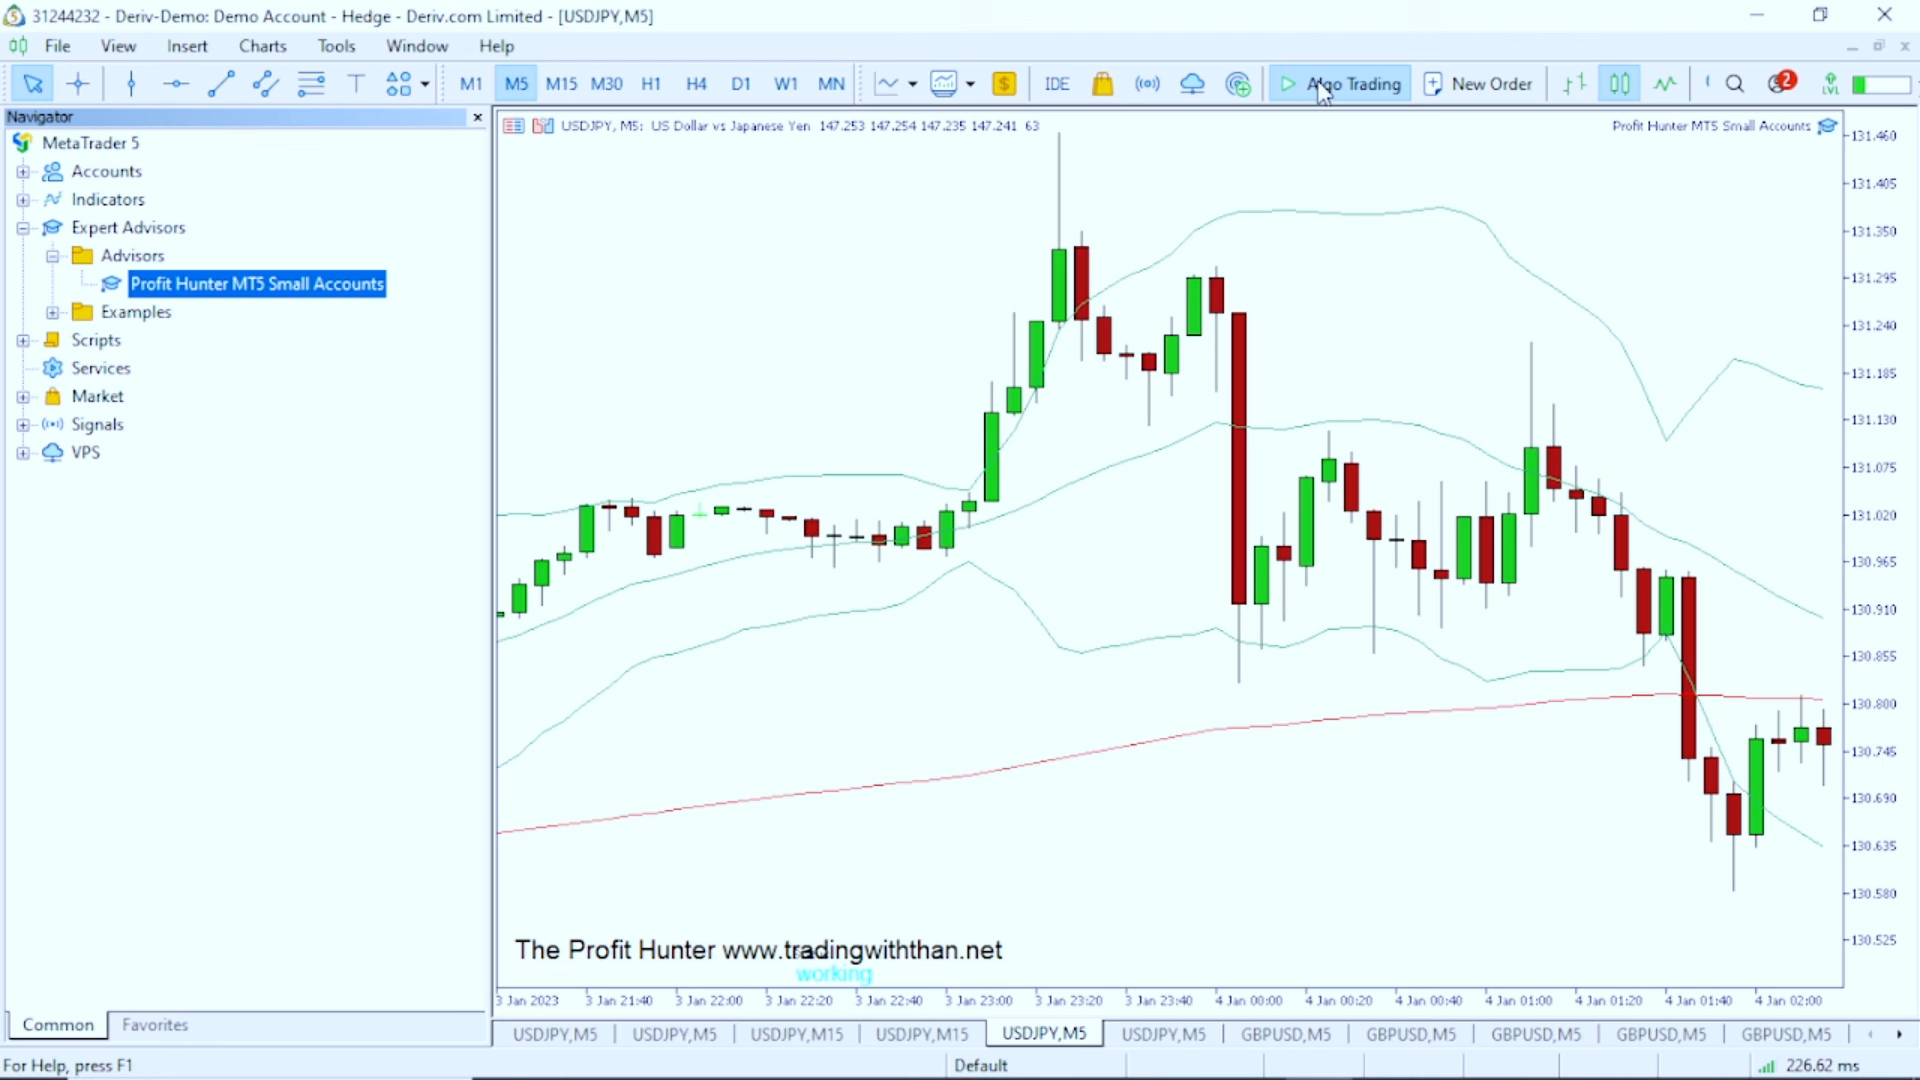 31244232 - Deriv-Demo: Demo Account - Hedge - Deriv.com Limited - [USDJPY,M5]
File View Insert Charts Tools Window Help
M1 M5 M15 M30 H1 H4 D1 W1 MN IDE Algo Trading New Order 2
Navigator
MetaTrader 5
Accounts
Indicators
Expert Advisors
Advisors
Profit Hunter MT5 Small Accounts
Examples
Scripts
Services
Market
Signals
VPS
Common Favorites
USDJPY, M5: US Dollar vs Japanese Yen 147.253 147.254 147.235 147.241 63
Profit Hunter MT5 Small Accounts
131.460
131.405
131.350
131.295
131.240
131.185
131.130
131.075
131.020
130.965
130.910
130.855
130.800
130.745
130.690
130.635
130.580
130.525
The Profit Hunter www.tradingwiththan.net
working
3 Jan 2023 3 Jan 21:40 3 Jan 22:00 3 Jan 22:20 3 Jan 22:40 3 Jan 23:00 3 Jan 23:20 3 Jan 23:40 4 Jan 00:00 4 Jan 00:20 4 Jan 00:40 4 Jan 01:00 4 Jan 01:20 4 Jan 01:40 4 Jan 02:00
USDJPY,M5 USDJPY,M5 USDJPY,M15 USDJPY,M15 USDJPY,M5 USDJPY,M5 GBPUSD,M5 GBPUSD,M5 GBPUSD,M5 GBPUSD,M5 GBPUSD,M5
For Help, press F1 Default 226.62 ms